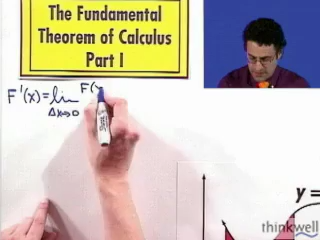 The Fundamental
Theorem of Calculus
Part I
F'(x)=lim F(x
Δx→0
y=
thinkwell